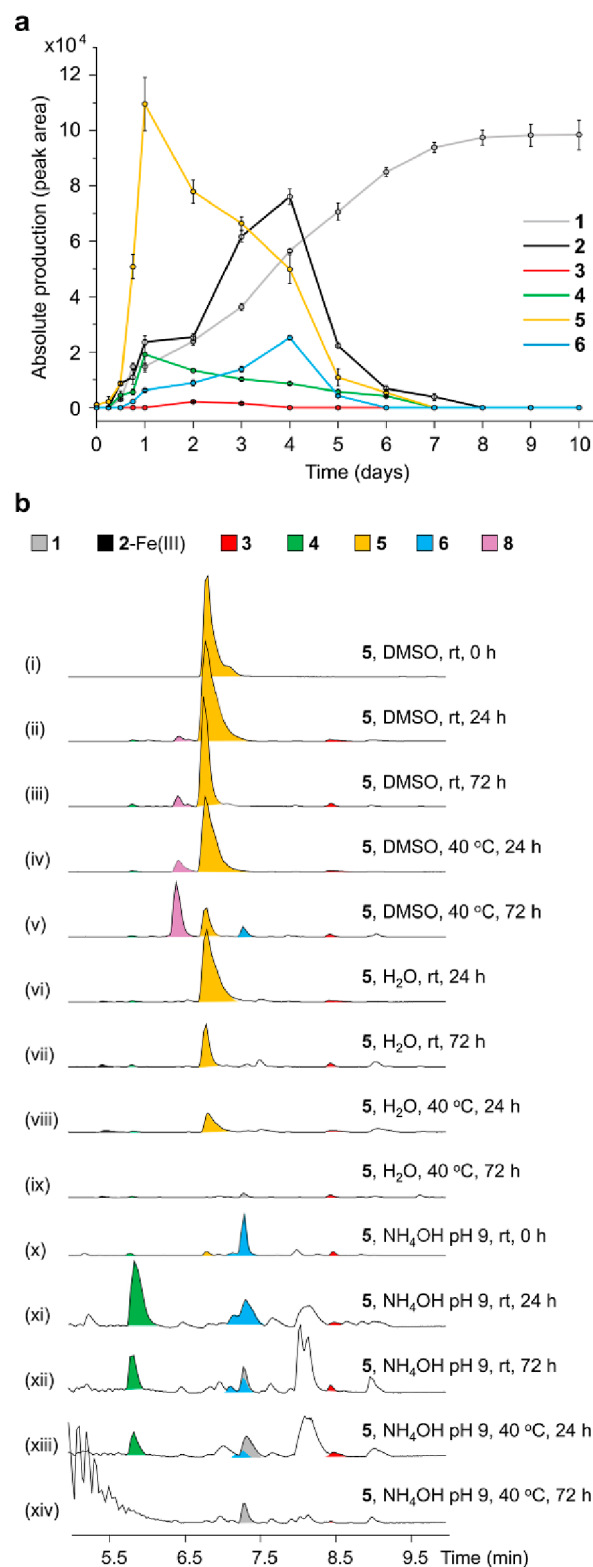 a
x10⁴
Absolute production (peak area)
12
10
8
6
4
2
0
1
2
3
4
5
6
0 1 2 3 4 5 6 7 8 9 10
Time (days)
b
1 2-Fe(III) 3 4 5 6 8
(i) 5, DMSO, rt, 0 h
(ii) 5, DMSO, rt, 24 h
(iii) 5, DMSO, rt, 72 h
(iv) 5, DMSO, 40 °C, 24 h
(v) 5, DMSO, 40 °C, 72 h
(vi) 5, H₂O, rt, 24 h
(vii) 5, H₂O, rt, 72 h
(viii) 5, H₂O, 40 °C, 24 h
(ix) 5, H₂O, 40 °C, 72 h
(x) 5, NH₄OH pH 9, rt, 0 h
(xi) 5, NH₄OH pH 9, rt, 24 h
(xii) 5, NH₄OH pH 9, rt, 72 h
(xiii) 5, NH₄OH pH 9, 40 °C, 24 h
(xiv) 5, NH₄OH pH 9, 40 °C, 72 h
5.5 6.5 7.5 8.5 9.5 Time (min)